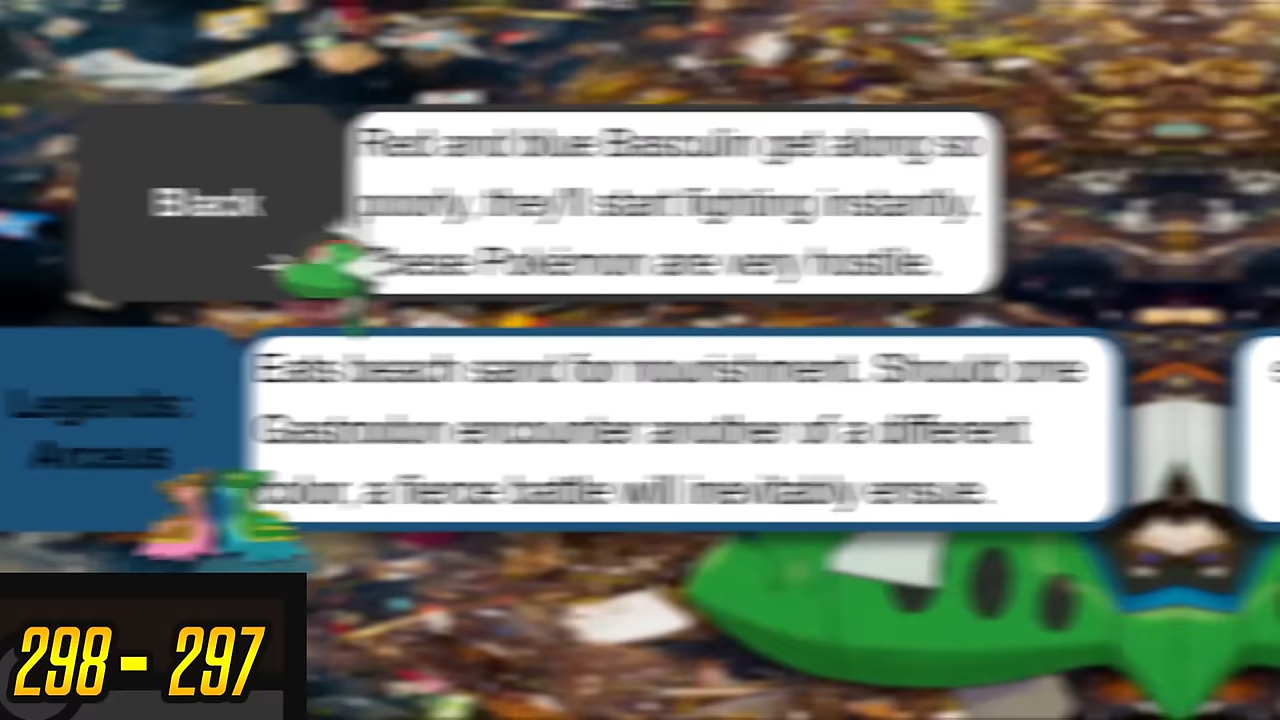 Black
Red and blue Basculin get along so
poorly, they'll start fighting instantly.
These Pokémon are very hostile.
Legends:
Arceus
Eats beach sand for nourishment. Should one
Gastrodon encounter another of a different
color, a fierce battle will inevitably ensue.
298 - 297